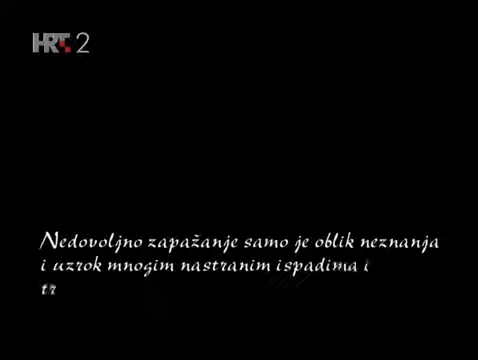 HRT 2
Nedovoljno zapažanje samo je oblik neznanja
i uzrok mnogim nastranim ispadima i